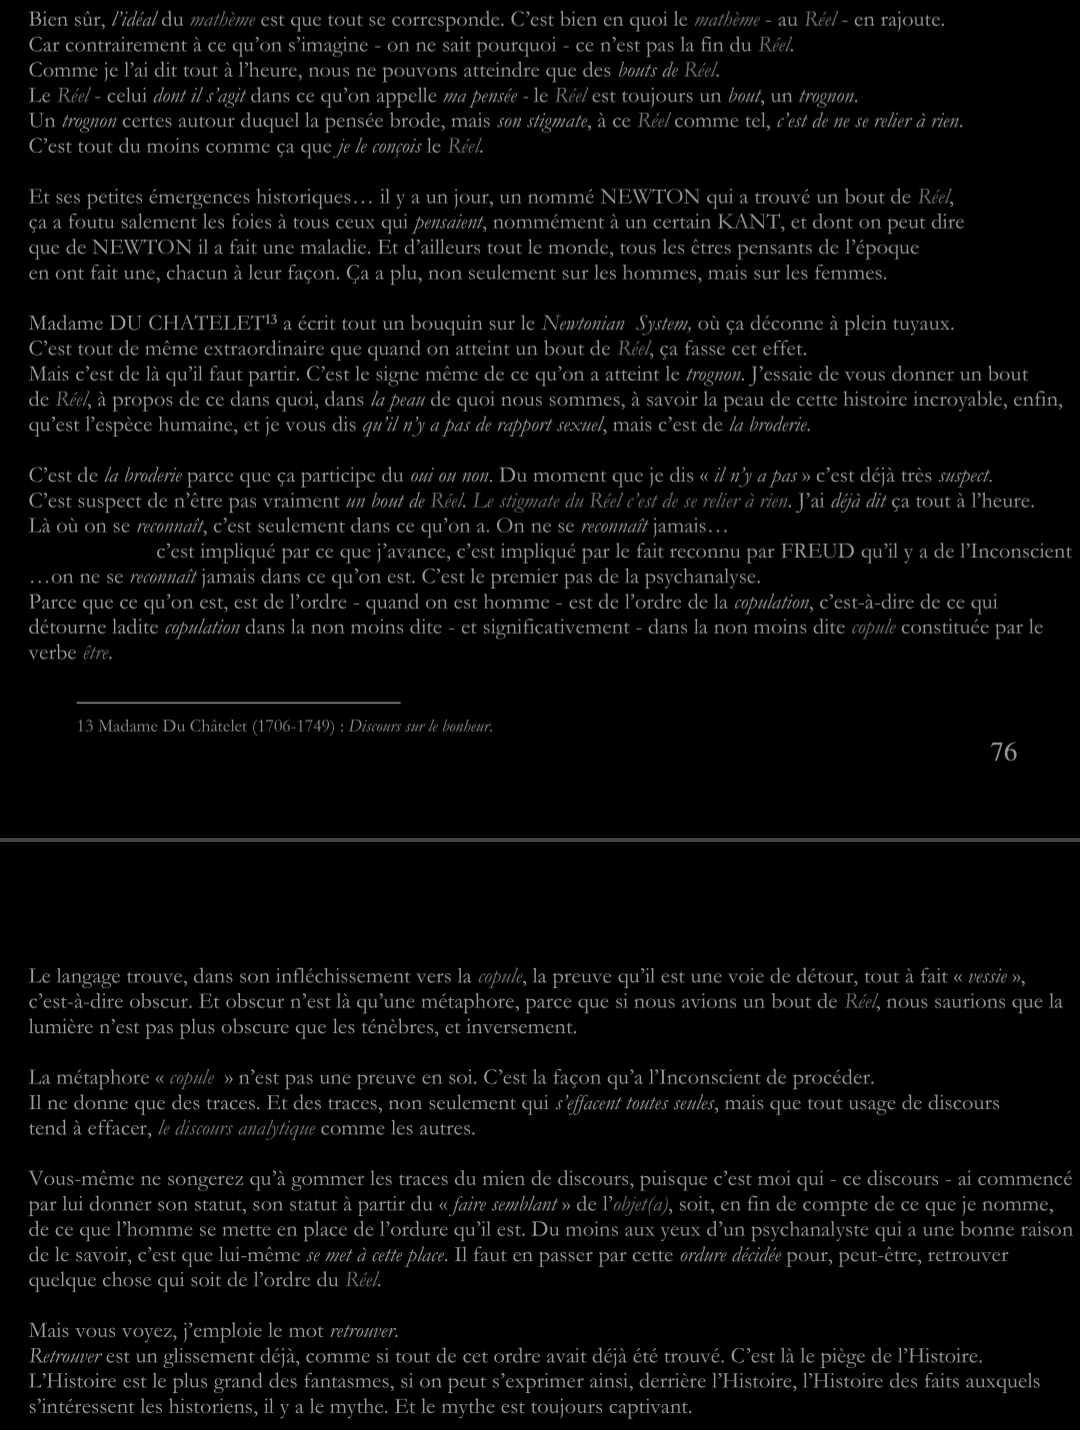 Bien sûr, l’idéal du mathème est que tout se corresponde. C’est bien en quoi le mathème - au Réel - en rajoute.
Car contrairement à ce qu’on s’imagine - on ne sait pourquoi - ce n’est pas la fin du Réel.
Comme je l’ai dit tout à l’heure, nous ne pouvons atteindre que des bouts de Réel.
Le Réel - celui dont il s’agit dans ce qu’on appelle ma pensée - le Réel est toujours un bout, un trognon.
Un trognon certes autour duquel la pensée brode, mais son stigmate, à ce Réel comme tel, c’est de ne se relier à rien.
C’est tout du moins comme ça que je le conçois le Réel.
Et ses petites émergences historiques… il y a un jour, un nommé NEWTON qui a trouvé un bout de Réel,
ça a foutu salement les foies à tous ceux qui pensaient, nommément à un certain KANT, et dont on peut dire
que de NEWTON il a fait une maladie. Et d’ailleurs tout le monde, tous les êtres pensants de l’époque
en ont fait une, chacun à leur façon. Ça a plu, non seulement sur les hommes, mais sur les femmes.
Madame DU CHATELET¹³ a écrit tout un bouquin sur le Newtonian System, où ça déconne à plein tuyaux.
C’est tout de même extraordinaire que quand on atteint un bout de Réel, ça fasse cet effet.
Mais c’est de là qu’il faut partir. C’est le signe même de ce qu’on a atteint le trognon. J’essaie de vous donner un bout
de Réel, à propos de ce dans quoi, dans la peau de quoi nous sommes, à savoir la peau de cette histoire incroyable, enfin,
qu’est l’espèce humaine, et je vous dis qu’il n’y a pas de rapport sexuel, mais c’est de la broderie.
C’est de la broderie parce que ça participe du oui ou non. Du moment que je dis « il n’y a pas » c’est déjà très suspect.
C’est suspect de n’être pas vraiment un bout de Réel. Le stigmate du Réel c’est de se relier à rien. J’ai déjà dit ça tout à l’heure.
Là où on se reconnaît, c’est seulement dans ce qu’on a. On ne se reconnaît jamais…
c’est impliqué par ce que j’avance, c’est impliqué par le fait reconnu par FREUD qu’il y a de l’Inconscient
…on ne se reconnaît jamais dans ce qu’on est. C’est le premier pas de la psychanalyse.
Parce que ce qu’on est, est de l’ordre - quand on est homme - est de l’ordre de la copulation, c’est-à-dire de ce qui
détourne ladite copulation dans la non moins dite - et significativement - dans la non moins dite copule constituée par le
verbe être.
13 Madame Du Châtelet (1706-1749) : Discours sur le bonheur.
76
Le langage trouve, dans son infléchissement vers la copule, la preuve qu’il est une voie de détour, tout à fait « vessie »,
c’est-à-dire obscur. Et obscur n’est là qu’une métaphore, parce que si nous avions un bout de Réel, nous saurions que la
lumière n’est pas plus obscure que les ténèbres, et inversement.
La métaphore « copule » n’est pas une preuve en soi. C’est la façon qu’a l’Inconscient de procéder.
Il ne donne que des traces. Et des traces, non seulement qui s’effacent toutes seules, mais que tout usage de discours
tend à effacer, le discours analytique comme les autres.
Vous-même ne songerez qu’à gommer les traces du mien de discours, puisque c’est moi qui - ce discours - ai commencé
par lui donner son statut, son statut à partir du « faire semblant » de l’objet(a), soit, en fin de compte de ce que je nomme,
de ce que l’homme se mette en place de l’ordure qu’il est. Du moins aux yeux d’un psychanalyste qui a une bonne raison
de le savoir, c’est que lui-même se met à cette place. Il faut en passer par cette ordure décidée pour, peut-être, retrouver
quelque chose qui soit de l’ordre du Réel.
Mais vous voyez, j’emploie le mot retrouver.
Retrouver est un glissement déjà, comme si tout de cet ordre avait déjà été trouvé. C’est là le piège de l’Histoire.
L’Histoire est le plus grand des fantasmes, si on peut s’exprimer ainsi, derrière l’Histoire, l’Histoire des faits auxquels
s’intéressent les historiens, il y a le mythe. Et le mythe est toujours captivant.